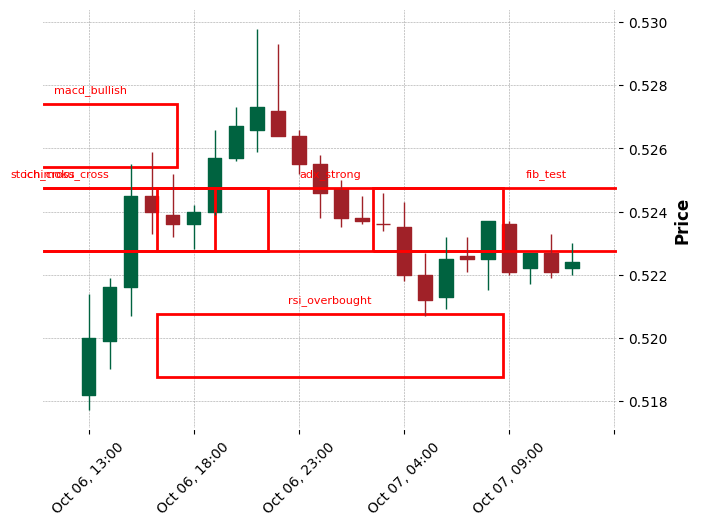 0.530
0.528
macd_bullish
0.526
fib_test
0.524
Price
0.522
rsi_overbought
0.520
0.518
Oct 06, 13:00
Oct 06, 18:00
Oct 06, 23:00
Oct 07, 04:00
Oct 07, 09:00